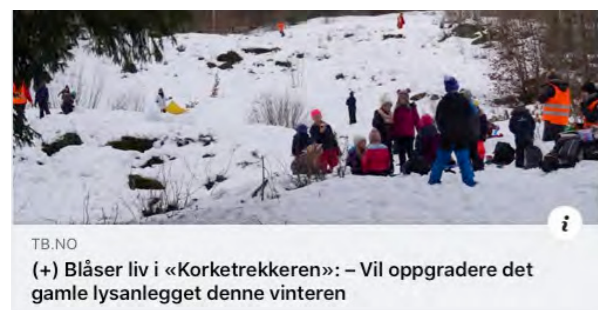 i
TB.NO
(+) Blåser liv i «Korketrekkeren»: – Vil oppgradere det
gamle lysanlegget denne vinteren